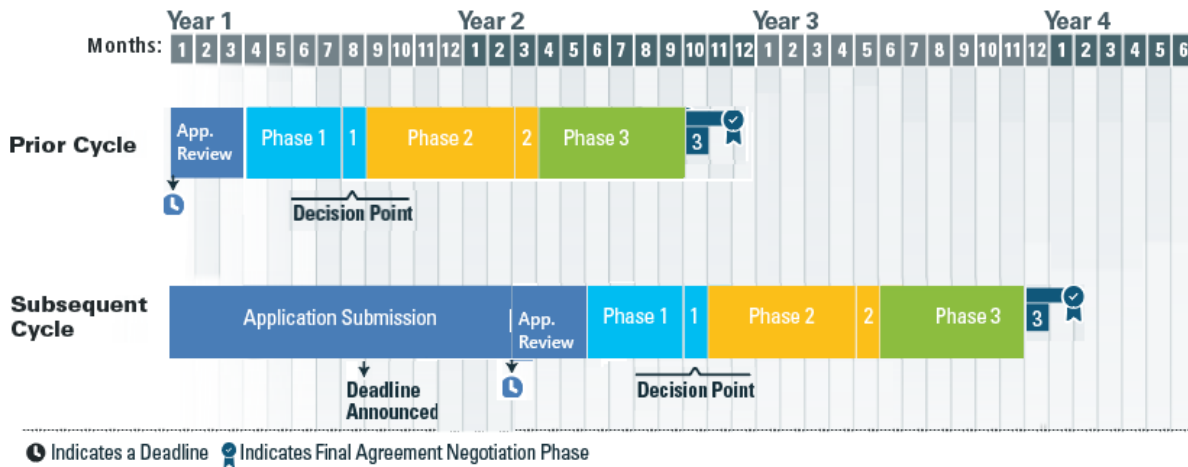 Year 1 Year 2 Year 3 Year 4
Months: 1 2 3 4 5 6 7 8 9 10 11 12 1 2 3 4 5 6 7 8 9 10 11 12 1 2 3 4 5 6 7 8 9 10 11 12 1 2 3 4 5 6
Prior Cycle
App.
Review
Phase 1 1 Phase 2 2 Phase 3 3
Decision Point
Subsequent
Cycle
Application Submission
App.
Review
Phase 1 1 Phase 2 2 Phase 3 3
Deadline
Announced
Decision Point
Indicates a Deadline Indicates Final Agreement Negotiation Phase